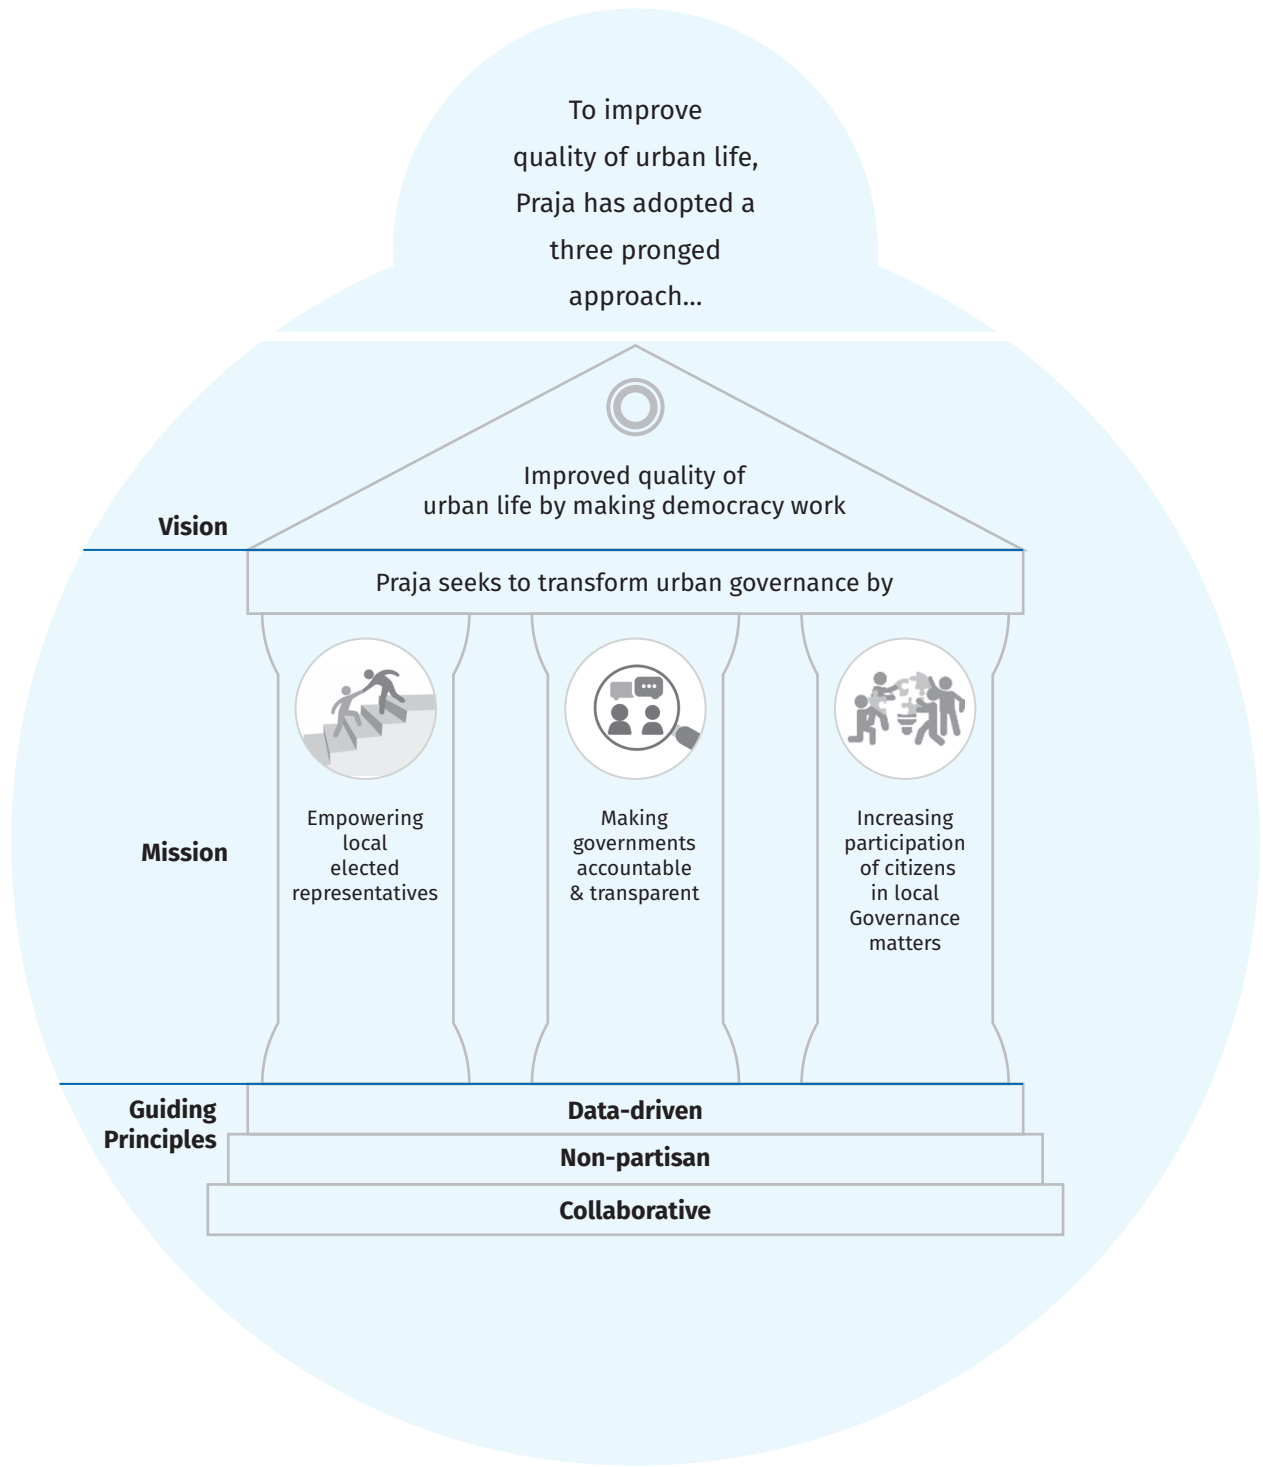 To improve
quality of urban life,
Praja has adopted a
three pronged
approach...
Improved quality of
urban life by making democracy work
Vision
Praja seeks to transform urban governance by
Mission
Empowering
local
elected
representatives
Making
governments
accountable
& transparent
Increasing
participation
of citizens
in local
Governance
matters
Guiding
Principles
Data-driven
Non-partisan
Collaborative